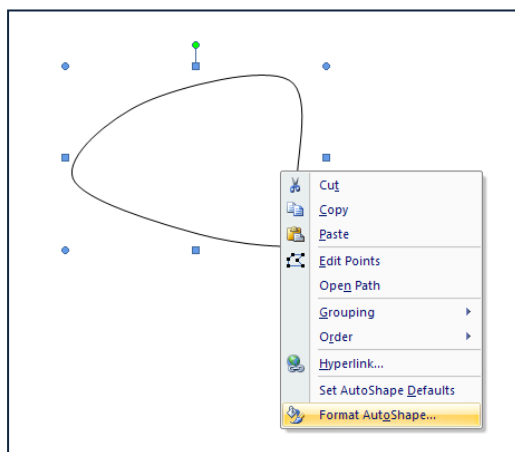 Cut
Copy
Paste
Edit Points
Open Path
Grouping
Order
Hyperlink...
Set AutoShape Defaults
Format AutoShape...